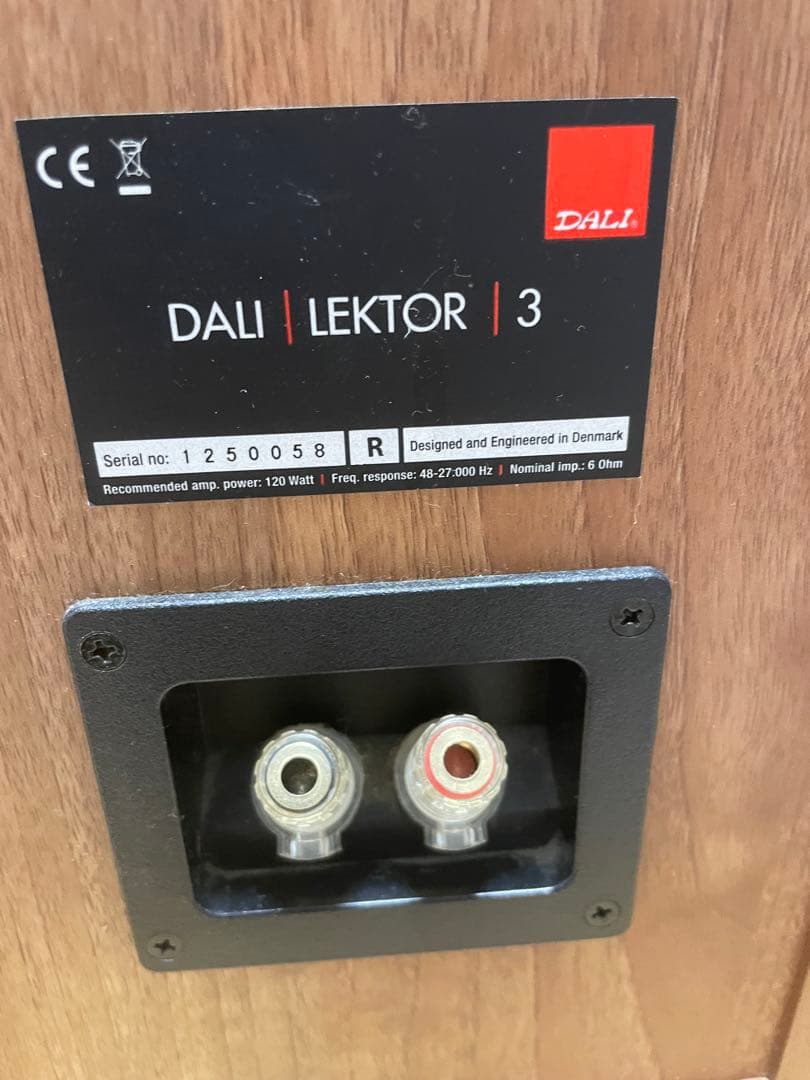 CE
DALI
DALI | LEKTOR | 3
Serial no: 1 2 5 0 0 5 8 R Designed and Engineered in Denmark
Recommended amp. power: 120 Watt | Freq. response: 48-27:000 Hz | Nominal imp.: 6 Ohm